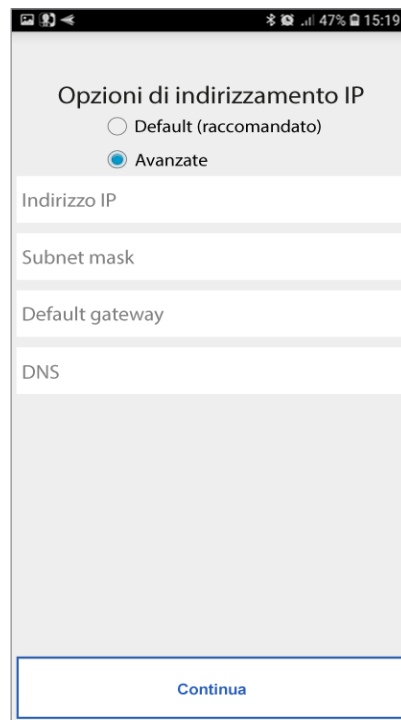 47% 15:19
Opzioni di indirizzamento IP
Default (raccomandato)
Avanzate
Indirizzo IP
Subnet mask
Default gateway
DNS
Continua